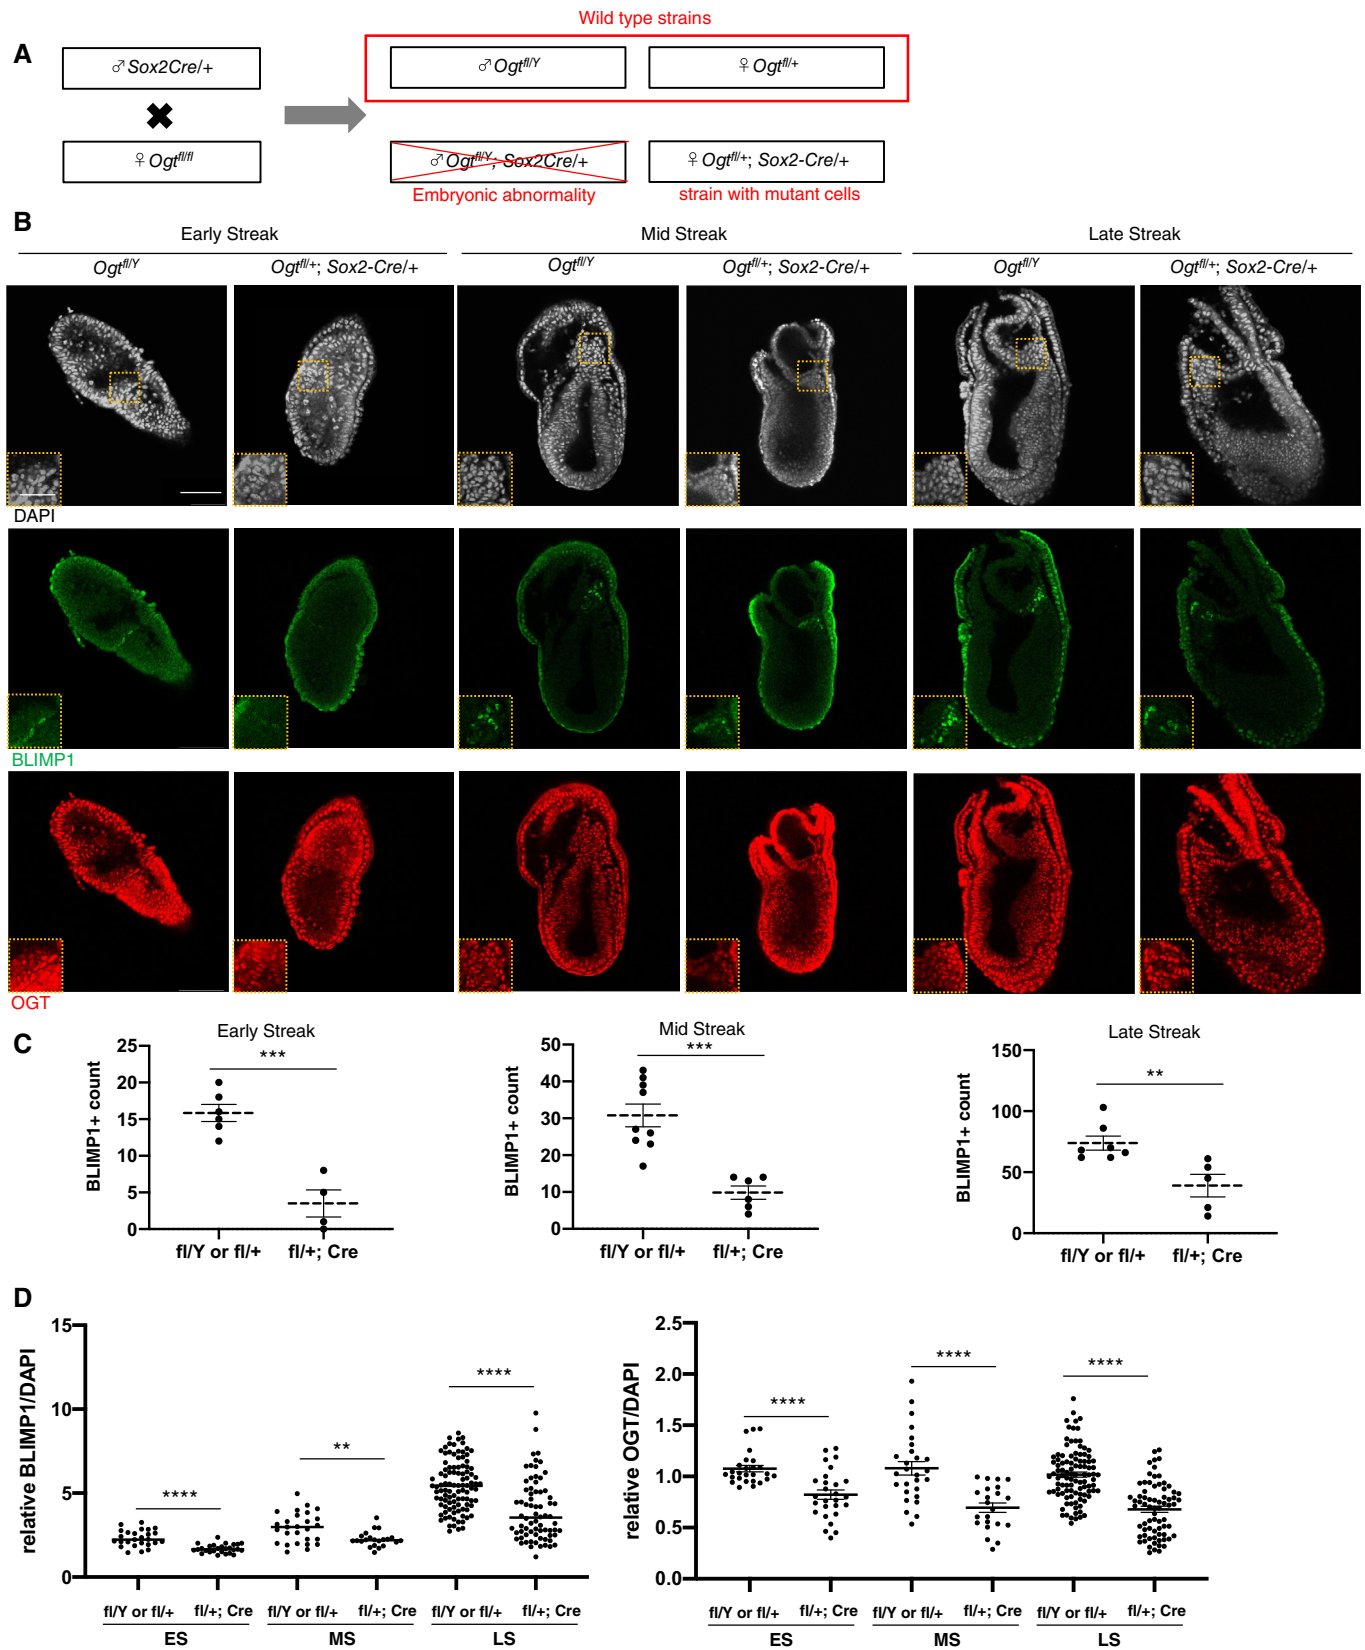 Wild type strains
A
♂Sox2Cre/+
♂Ogtfl/Y
♀Ogtfl/+
♀Ogtfl/fl
♂Ogtfl/Y; Sox2Cre/+
♀Ogtfl/+; Sox2-Cre/+
Embryonic abnormality
strain with mutant cells
B
Early Streak
Mid Streak
Late Streak
Ogtfl/Y
Ogtfl/+; Sox2-Cre/+
Ogtfl/Y
Ogtfl/+; Sox2-Cre/+
Ogtfl/Y
Ogtfl/+; Sox2-Cre/+
DAPI
BLIMP1
OGT
C
Early Streak
BLIMP1+ count
25
20
15
10
5
0
***
fl/Y or fl/+
fl/+; Cre
Mid Streak
BLIMP1+ count
50
40
30
20
10
0
***
fl/Y or fl/+
fl/+; Cre
Late Streak
BLIMP1+ count
150
100
50
0
**
fl/Y or fl/+
fl/+; Cre
D
relative BLIMP1/DAPI
15
10
5
0
****
**
****
fl/Y or fl/+
fl/+; Cre
fl/Y or fl/+
fl/+; Cre
fl/Y or fl/+
fl/+; Cre
ES
MS
LS
relative OGT/DAPI
2.5
2.0
1.5
1.0
0.5
0.0
****
****
****
fl/Y or fl/+
fl/+; Cre
fl/Y or fl/+
fl/+; Cre
fl/Y or fl/+
fl/+; Cre
ES
MS
LS